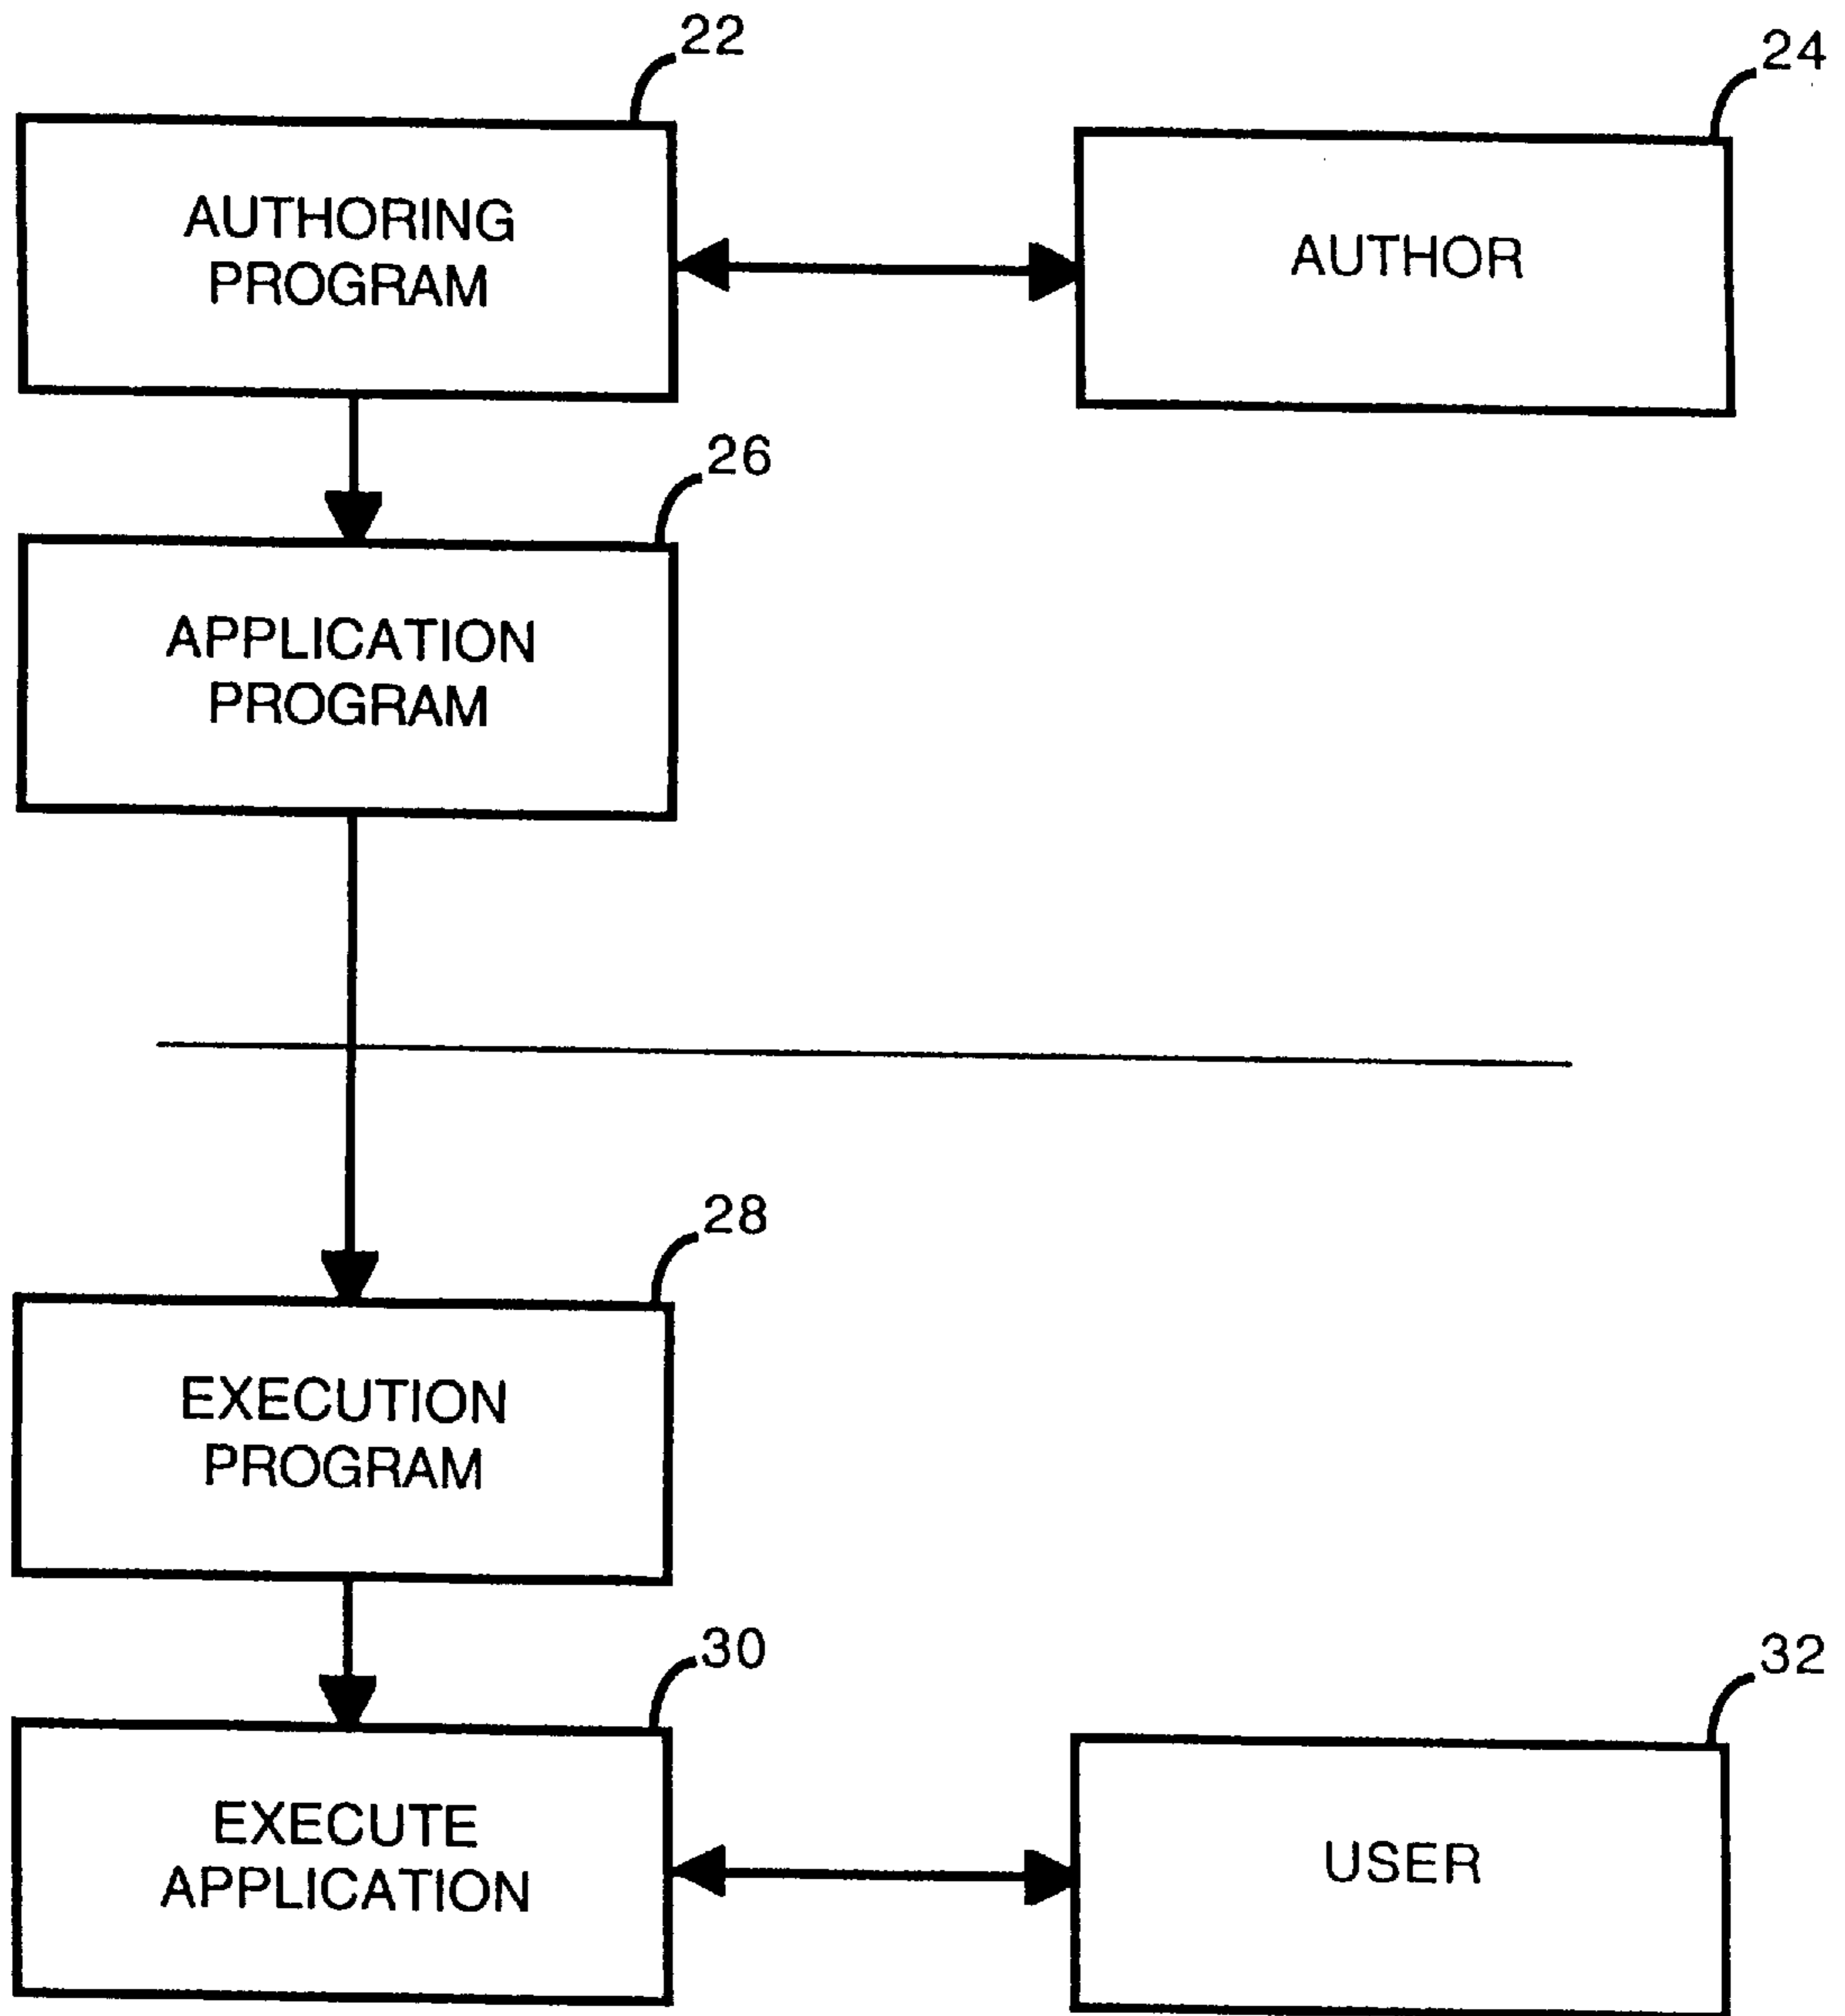 22
24
AUTHORING
PROGRAM
AUTHOR
26
APPLICATION
PROGRAM
28
EXECUTION
PROGRAM
30
32
EXECUTE
APPLICATION
USER